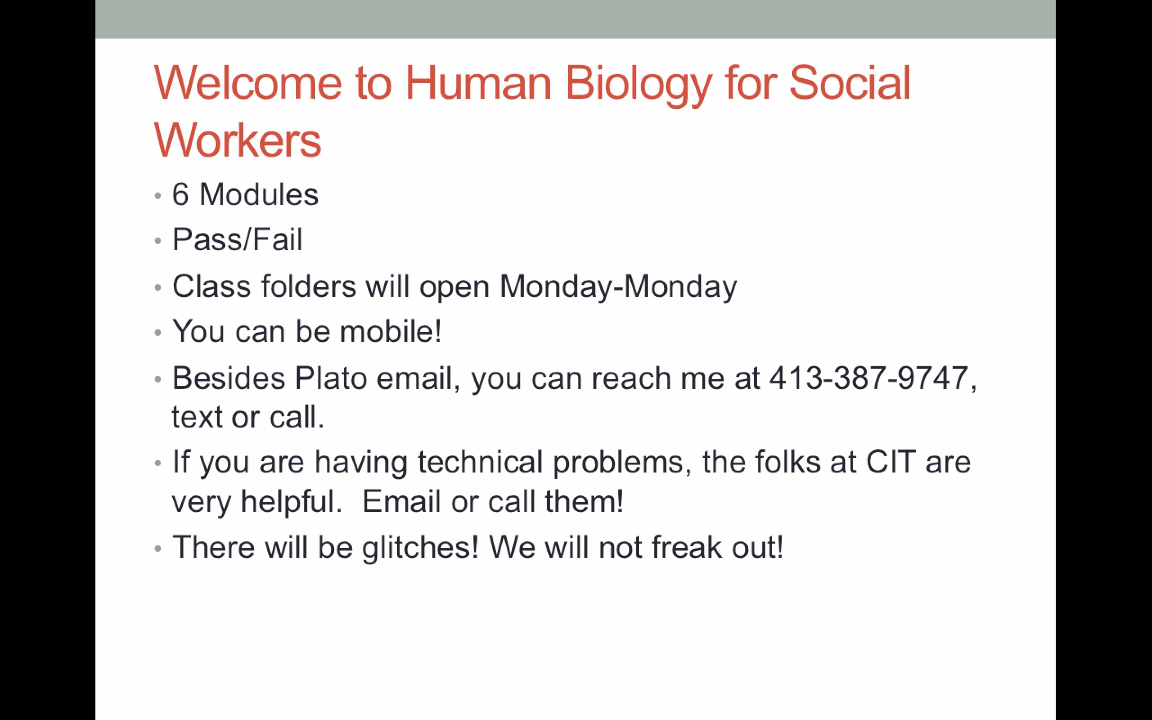 Welcome to Human Biology for Social
Workers
• 6 Modules
• Pass/Fail
• Class folders will open Monday-Monday
• You can be mobile!
• Besides Plato email, you can reach me at 413-387-9747,
text or call.
• If you are having technical problems, the folks at CIT are
very helpful.  Email or call them!
• There will be glitches! We will not freak out!